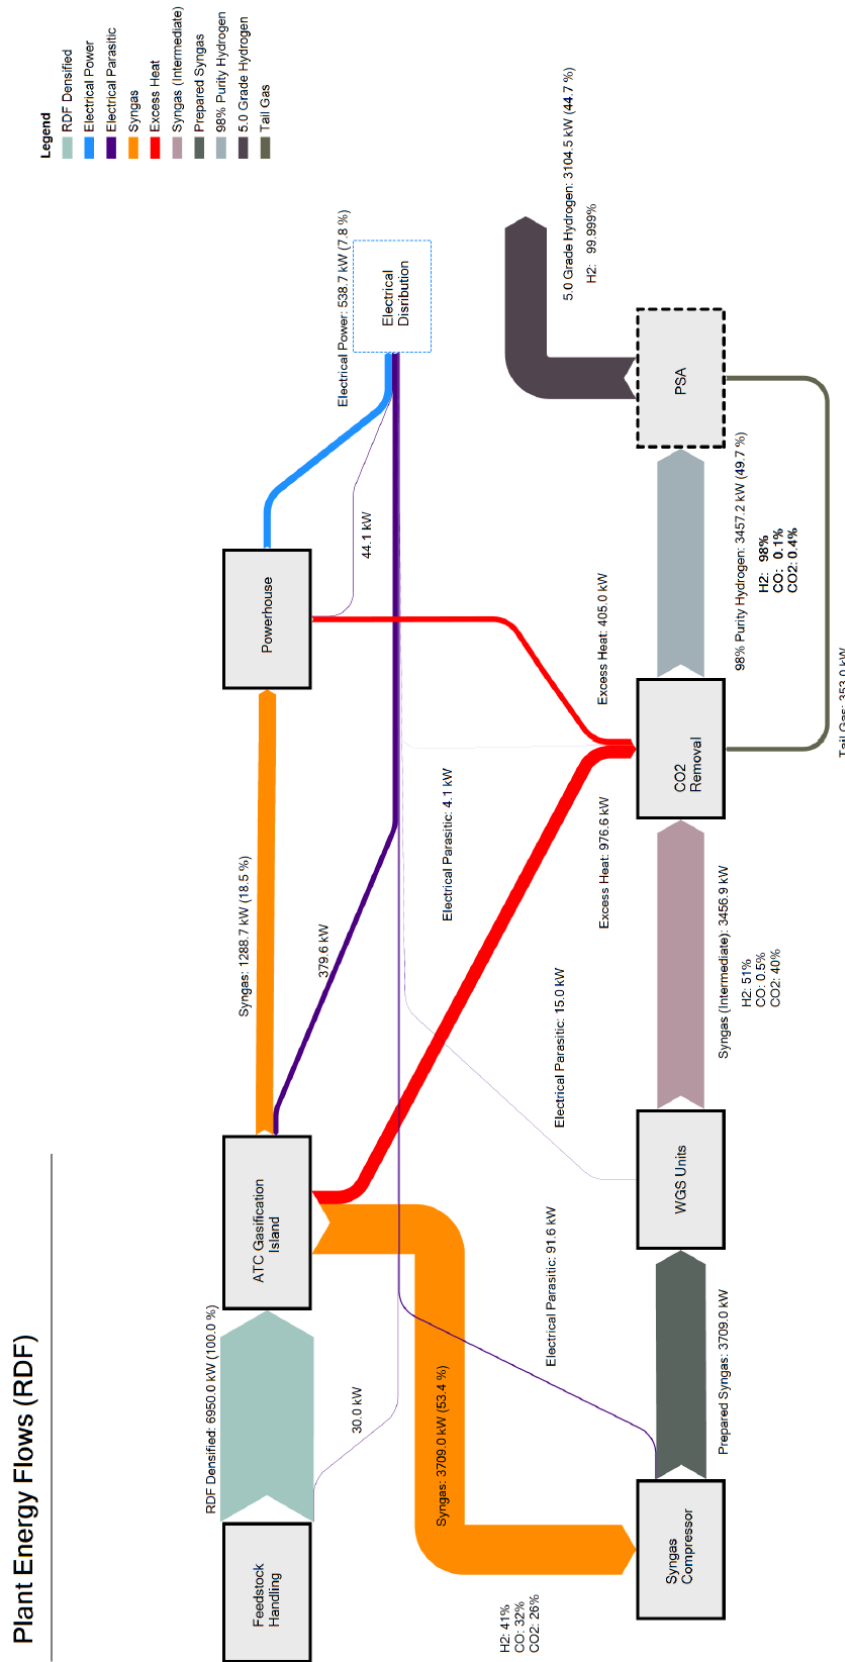 Plant Energy Flows (RDF)
Legend
RDF Densified
Electrical Power
Electrical Parasitic
Syngas
Excess Heat
Syngas (Intermediate)
Prepared Syngas
98% Purity Hydrogen
5.0 Grade Hydrogen
Tail Gas
Feedstock
Handling
RDF Densified: 6950.0 kW (100.0 %)
ATC Gasification
Island
Syngas: 1288.7 kW (18.5 %)
Powerhouse
Electrical Power: 538.7 kW (7.8 %)
Electrical
Disribution
30.0 kW
379.6 kW
44.1 kW
Syngas: 3709.0 kW (53.4 %)
Electrical Parasitic: 91.6 kW
Electrical Parasitic: 15.0 kW
Electrical Parasitic: 4.1 kW
Excess Heat: 976.6 kW
Excess Heat: 405.0 kW
H2: 41%
CO: 32%
CO2: 26%
Syngas
Compressor
Prepared Syngas: 3709.0 kW
WGS Units
Syngas (Intermediate): 3456.9 kW
H2: 51%
CO: 0.5%
CO2: 40%
CO2
Removal
98% Purity Hydrogen: 3457.2 kW (49.7 %)
H2: 98%
CO: 0.1%
CO2: 0.4%
PSA
5.0 Grade Hydrogen: 3104.5 kW (44.7 %)
H2: 99.999%
Tail Gas: 353.0 kW